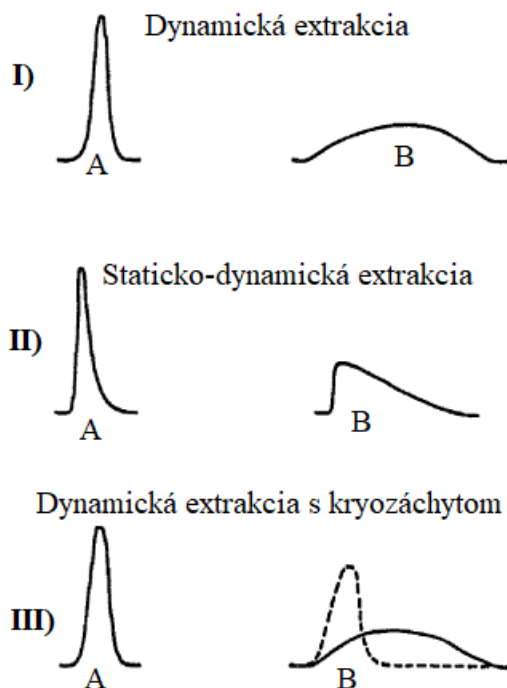 Dynamická extrakcia
I)
A
B
Staticko-dynamická extrakcia
II)
A
B
Dynamická extrakcia s kryozáchytom
III)
A
B